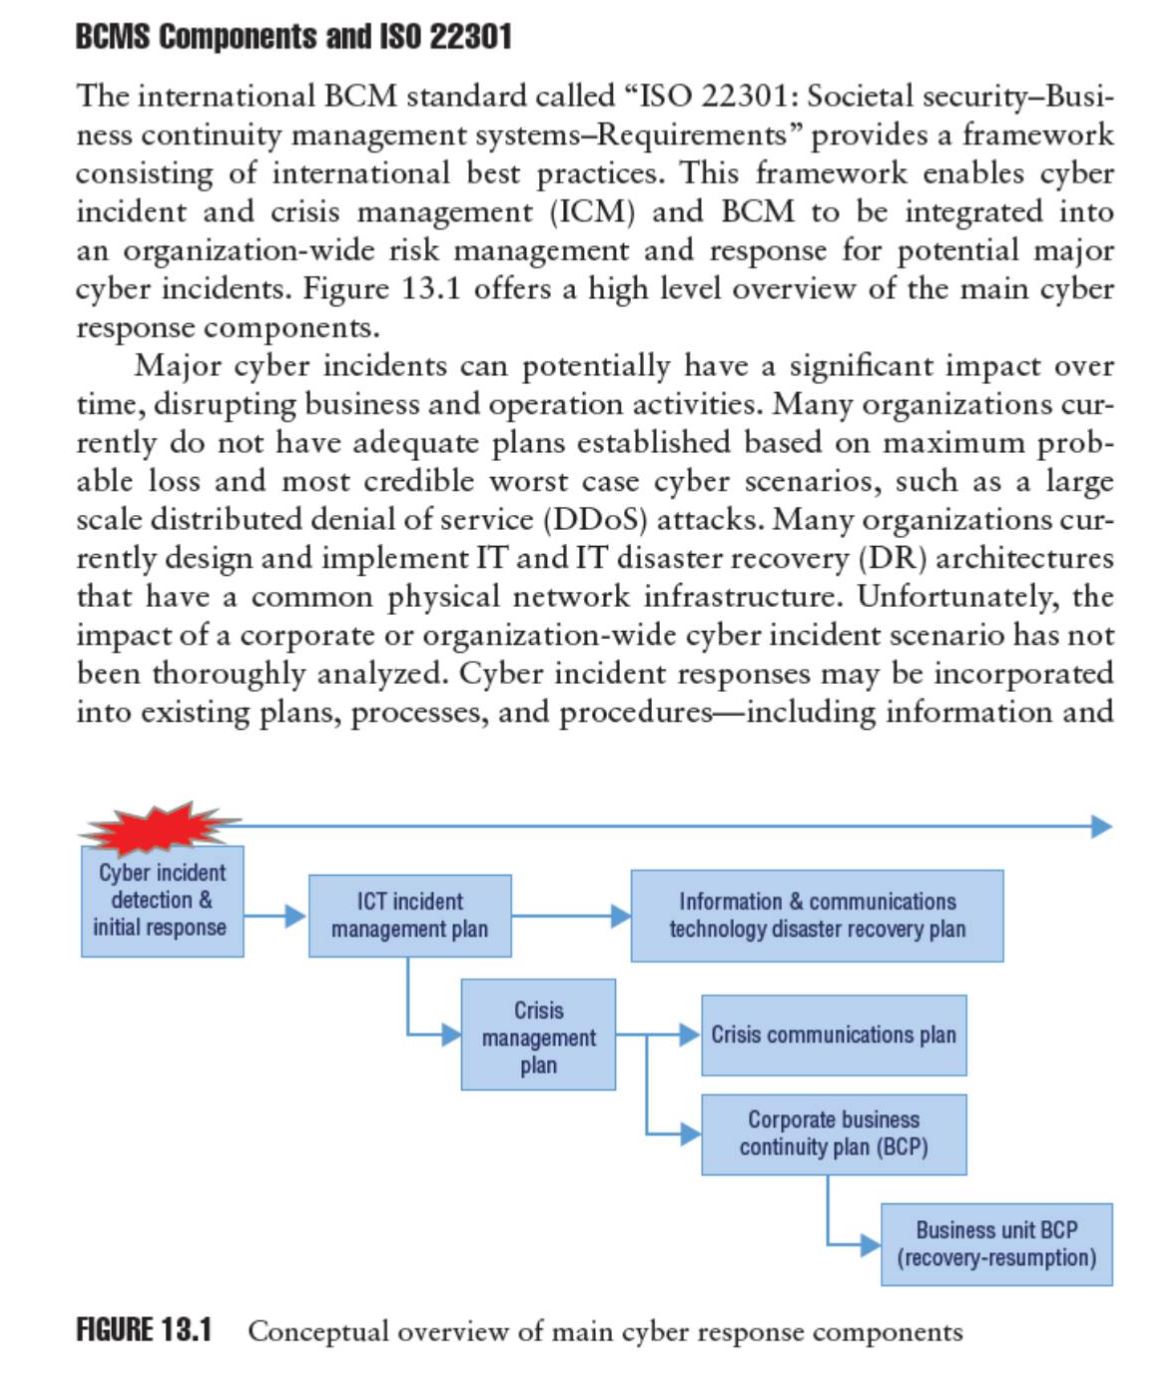 BCMS Components and ISO 22301
The international BCM standard called “ISO 22301: Societal security–Busi-
ness continuity management systems–Requirements” provides a framework
consisting of international best practices. This framework enables cyber
incident and crisis management (ICM) and BCM to be integrated into
an organization-wide risk management and response for potential major
cyber incidents. Figure 13.1 offers a high level overview of the main cyber
response components.
Major cyber incidents can potentially have a significant impact over
time, disrupting business and operation activities. Many organizations cur-
rently do not have adequate plans established based on maximum prob-
able loss and most credible worst case cyber scenarios, such as a large
scale distributed denial of service (DDoS) attacks. Many organizations cur-
rently design and implement IT and IT disaster recovery (DR) architectures
that have a common physical network infrastructure. Unfortunately, the
impact of a corporate or organization-wide cyber incident scenario has not
been thoroughly analyzed. Cyber incident responses may be incorporated
into existing plans, processes, and procedures—including information and
Cyber incident
detection &
initial response
ICT incident
management plan
Information & communications
technology disaster recovery plan
Crisis
management
plan
Crisis communications plan
Corporate business
continuity plan (BCP)
Business unit BCP
(recovery-resumption)
FIGURE 13.1 Conceptual overview of main cyber response components